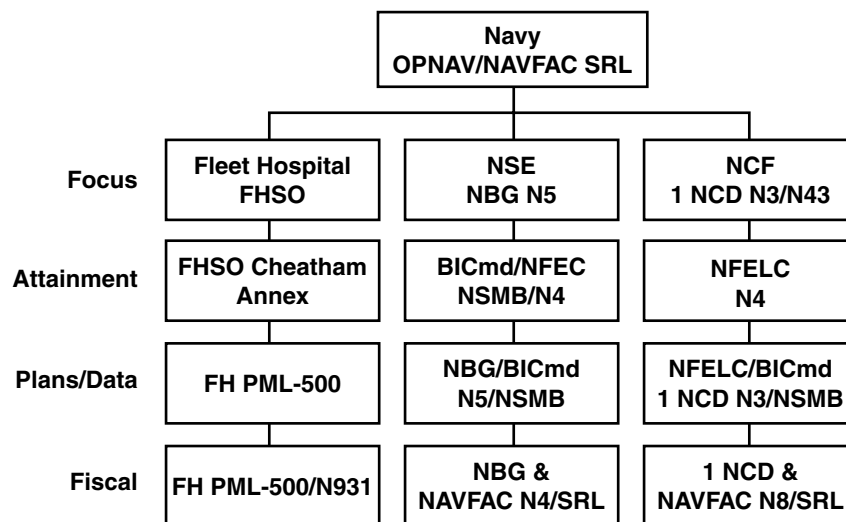 Navy
OPNAV/NAVFAC SRL
Focus
Fleet Hospital
FHSO
NSE
NBG N5
NCF
1 NCD N3/N43
Attainment
FHSO Cheatham
Annex
BICmd/NFEC
NSMB/N4
NFELC
N4
Plans/Data
FH PML-500
NBG/BICmd
N5/NSMB
NFELC/BICmd
1 NCD N3/NSMB
Fiscal
FH PML-500/N931
NBG &
NAVFAC N4/SRL
1 NCD &
NAVFAC N8/SRL